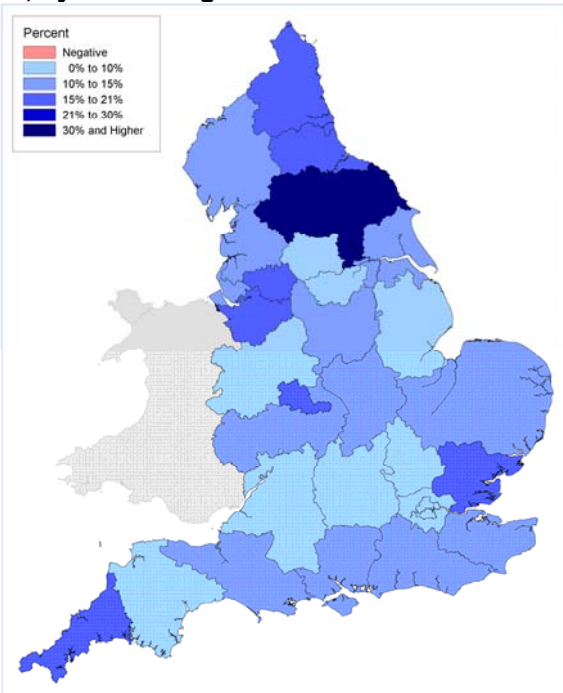 Percent
Negative
0% to 10%
10% to 15%
15% to 21%
21% to 30%
30% and Higher